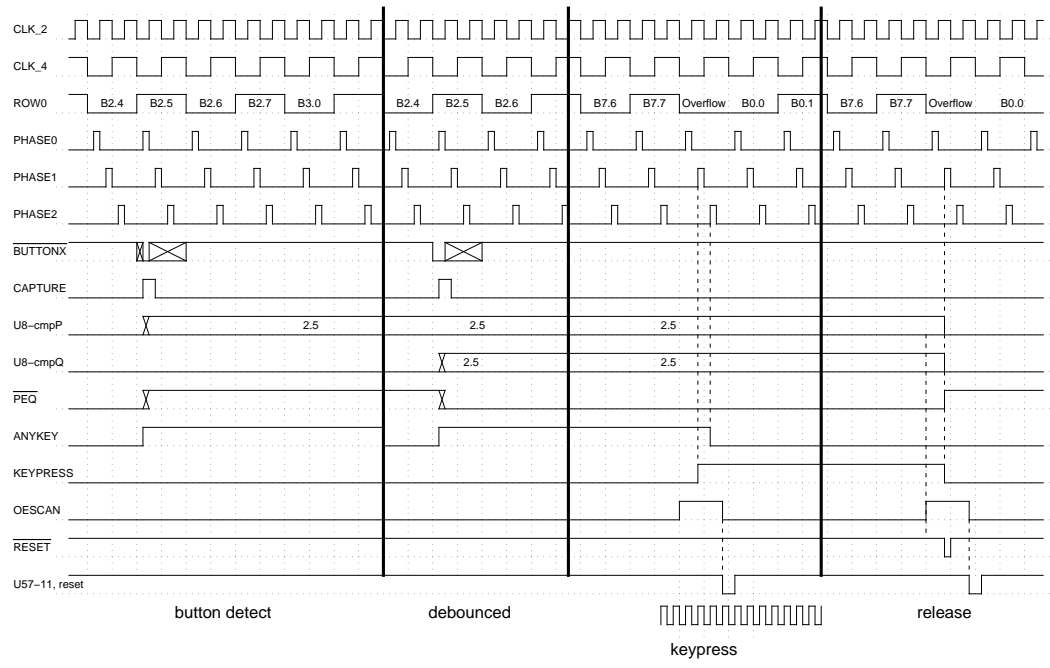 CLK_2
CLK_4
ROW0 B2.4 B2.5 B2.6 B2.7 B3.0 B2.4 B2.5 B2.6 B7.6 B7.7 Overflow B0.0 B0.1 B7.6 B7.7 Overflow B0.0
PHASE0
PHASE1
PHASE2
BUTTONX
CAPTURE
U8−cmpP 2.5 2.5 2.5
U8−cmpQ 2.5 2.5
PEQ
ANYKEY
KEYPRESS
OESCAN
RESET
U57−11, reset
button detect debounced release
keypress